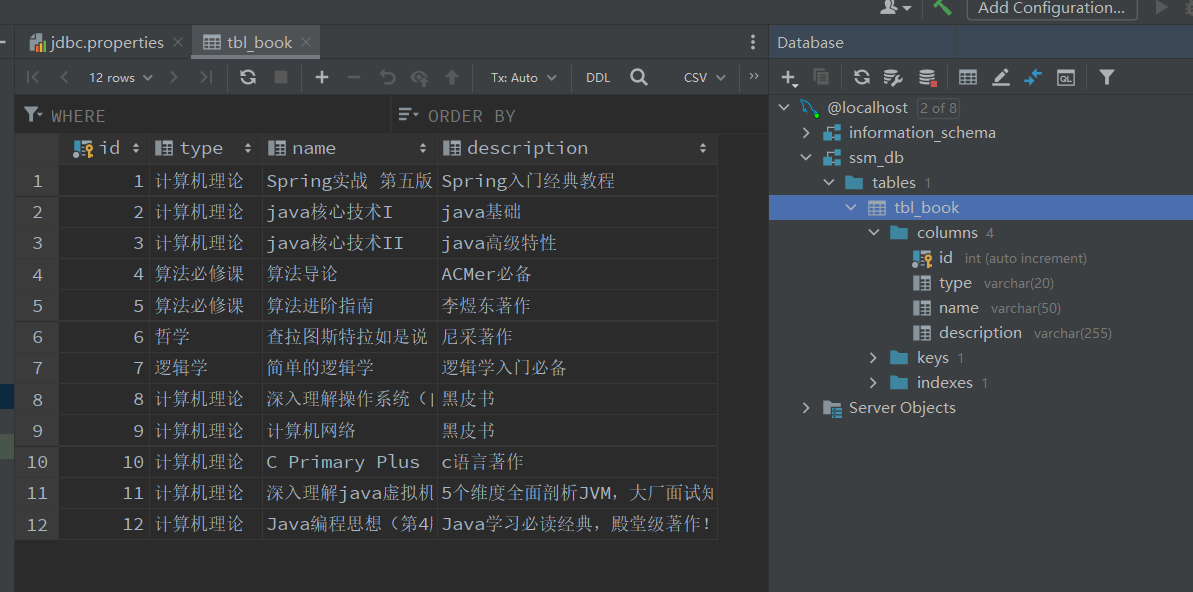 Add Configuration...
jdbc.properties tbl_book Database
12 rows Tx: Auto DDL CSV
WHERE ORDER BY
id type name description
1 1 计算机理论 Spring实战 第五版 Spring入门经典教程
2 2 计算机理论 java核心技术I java基础
3 3 计算机理论 java核心技术II java高级特性
4 4 算法必修课 算法导论 ACMer必备
5 5 算法必修课 算法进阶指南 李煜东著作
6 6 哲学 查拉图斯特拉如是说 尼采著作
7 7 逻辑学 简单的逻辑学 逻辑学入门必备
8 8 计算机理论 深入理解操作系统（ 黑皮书
9 9 计算机理论 计算机网络 黑皮书
10 10 计算机理论 C Primary Plus c语言著作
11 11 计算机理论 深入理解java虚拟机 5个维度全面剖析JVM，大厂面试知
12 12 计算机理论 Java编程思想（第4 Java学习必读经典，殿堂级著作！
@localhost 2 of 8
information_schema
ssm_db
tables 1
tbl_book
columns 4
id int (auto increment)
type varchar(20)
name varchar(50)
description varchar(255)
keys 1
indexes 1
Server Objects
QL